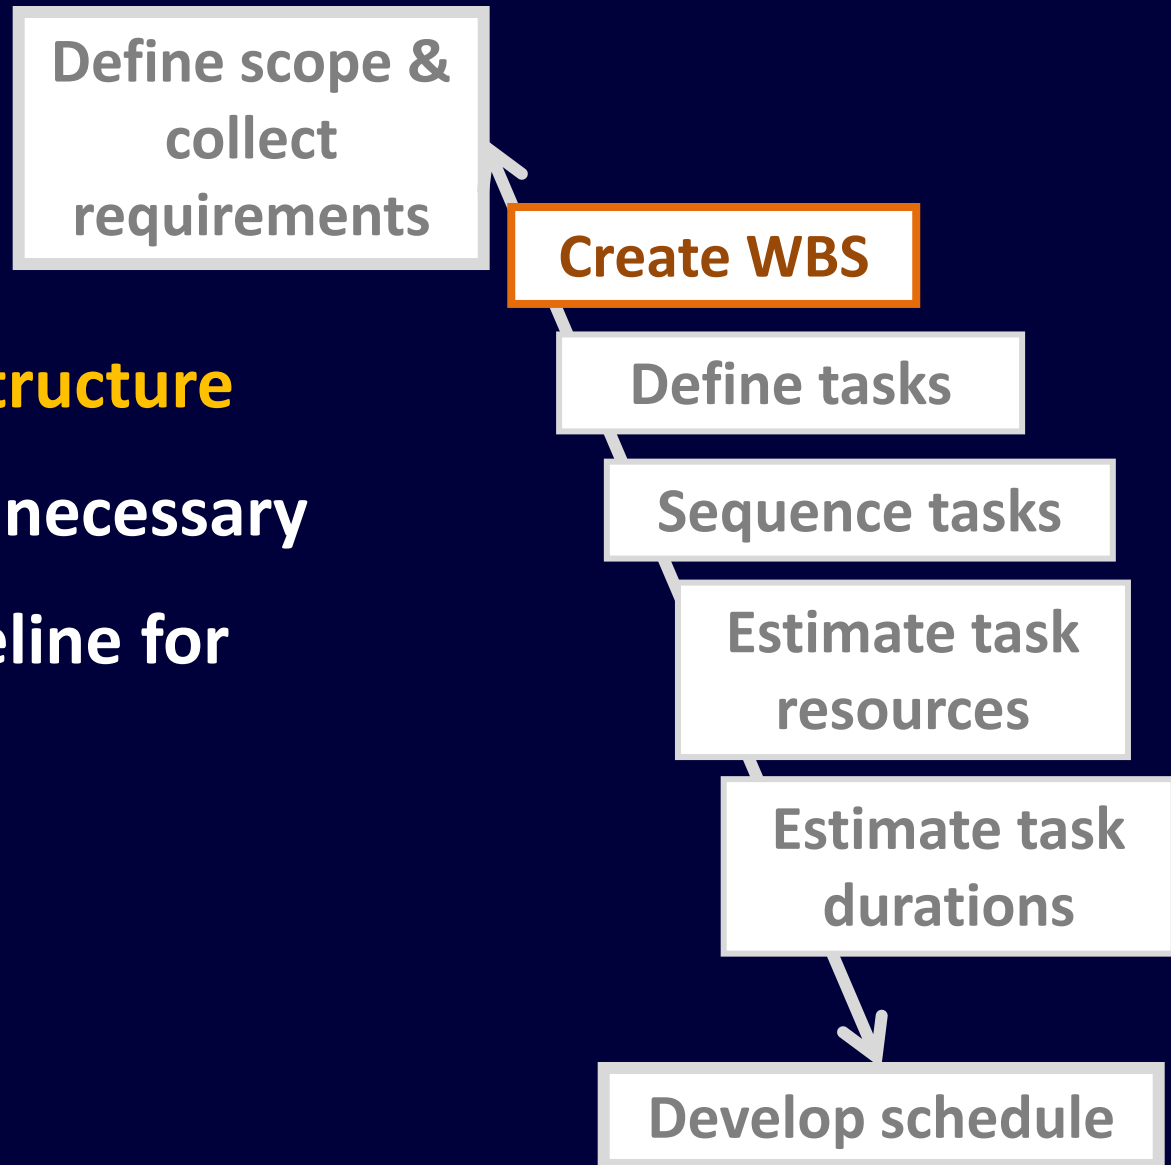 Define scope &
collect
requirements
Create WBS
tructure
Define tasks
necessary
Sequence tasks
eline for
Estimate task
resources
Estimate task
durations
Develop schedule